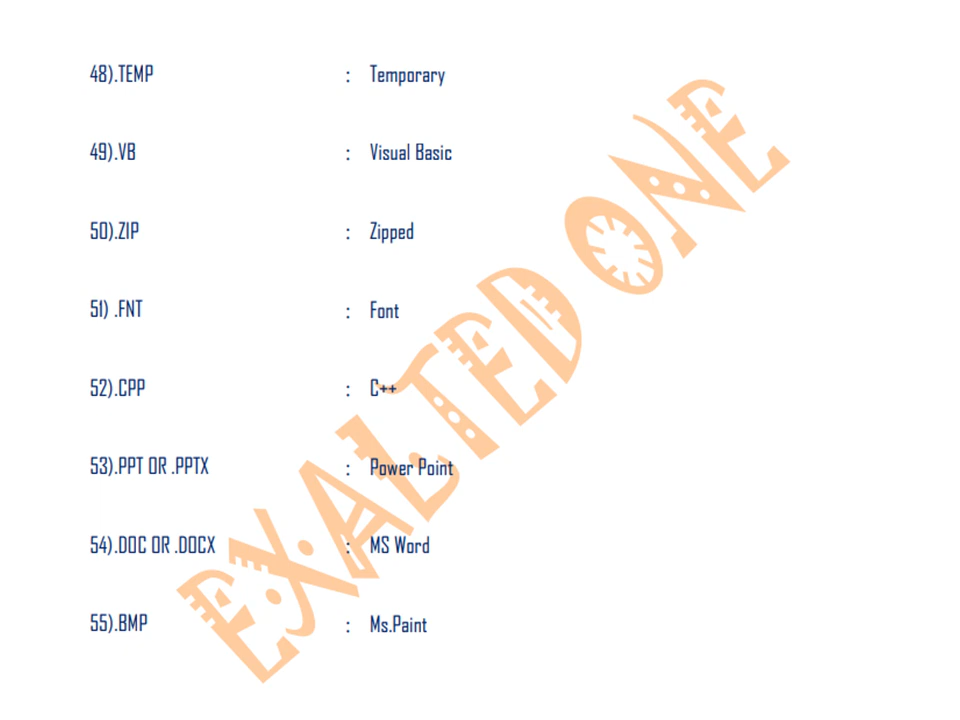 48).TEMP : Temporary
49).VB : Visual Basic
50).ZIP : Zipped
51) .FNT : Font
52).CPP : C++
53).PPT OR .PPTX : Power Point
54).DOC OR .DOCX : MS Word
55).BMP : Ms.Paint
EXALTED ONE